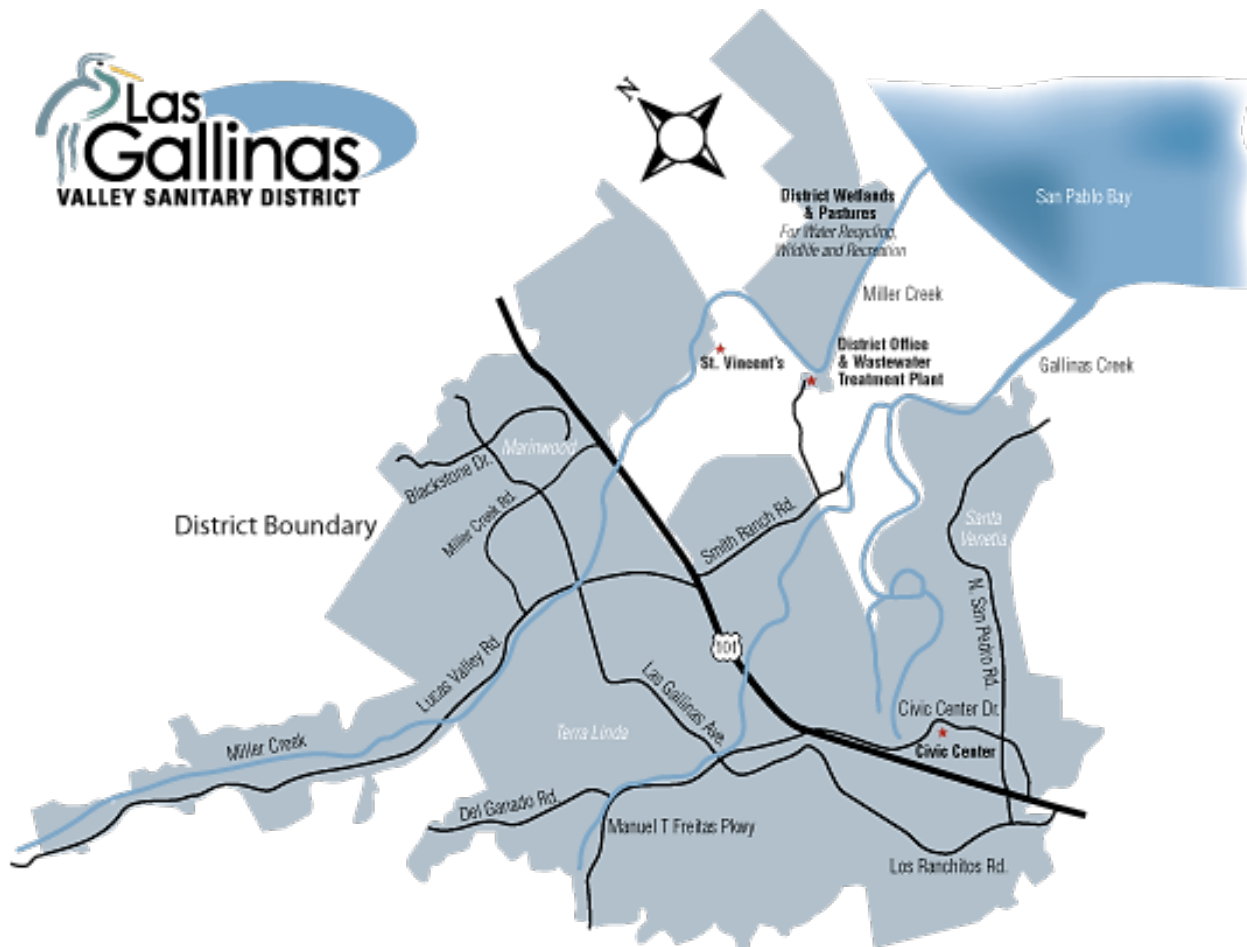 N
Las
Gallinas
VALLEY SANITARY DISTRICT
District Wetlands
& Pastures
For Water Recycling,
Wildlife and Recreation
San Pablo Bay
Miller Creek
St. Vincent's
District Office
& Wastewater
Treatment Plant
Gallinas Creek
Marinwood
Blackstone Dr.
Miller Creek Rd.
District Boundary
Smith Ranch Rd.
Santa
Venetia
N. San Pedro Rd.
101
Lucas Valley Rd.
Las Gallinas Ave.
Terra Linda
Civic Center Dr.
Civic Center
Miller Creek
Del Ganado Rd.
Manuel T Freitas Pkwy
Los Ranchitos Rd.